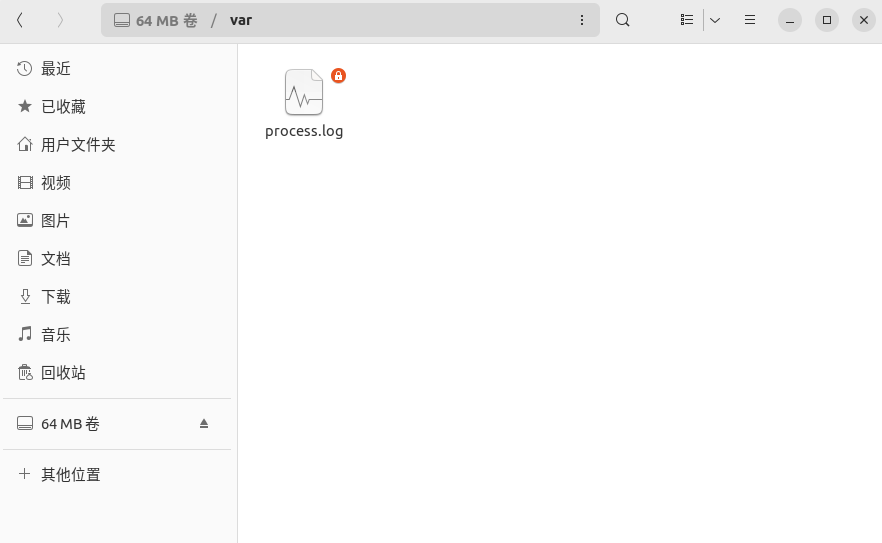 64 MB 卷 / var
最近
已收藏
用户文件夹
视频
图片
文档
下载
音乐
回收站
64 MB 卷
其他位置
process.log